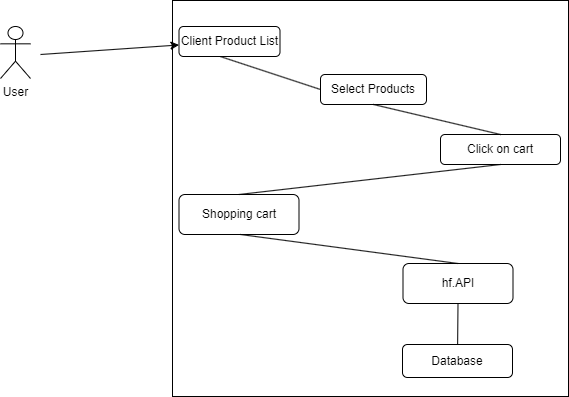 Client Product List
User
Select Products
Click on cart
Shopping cart
hf.API
Database